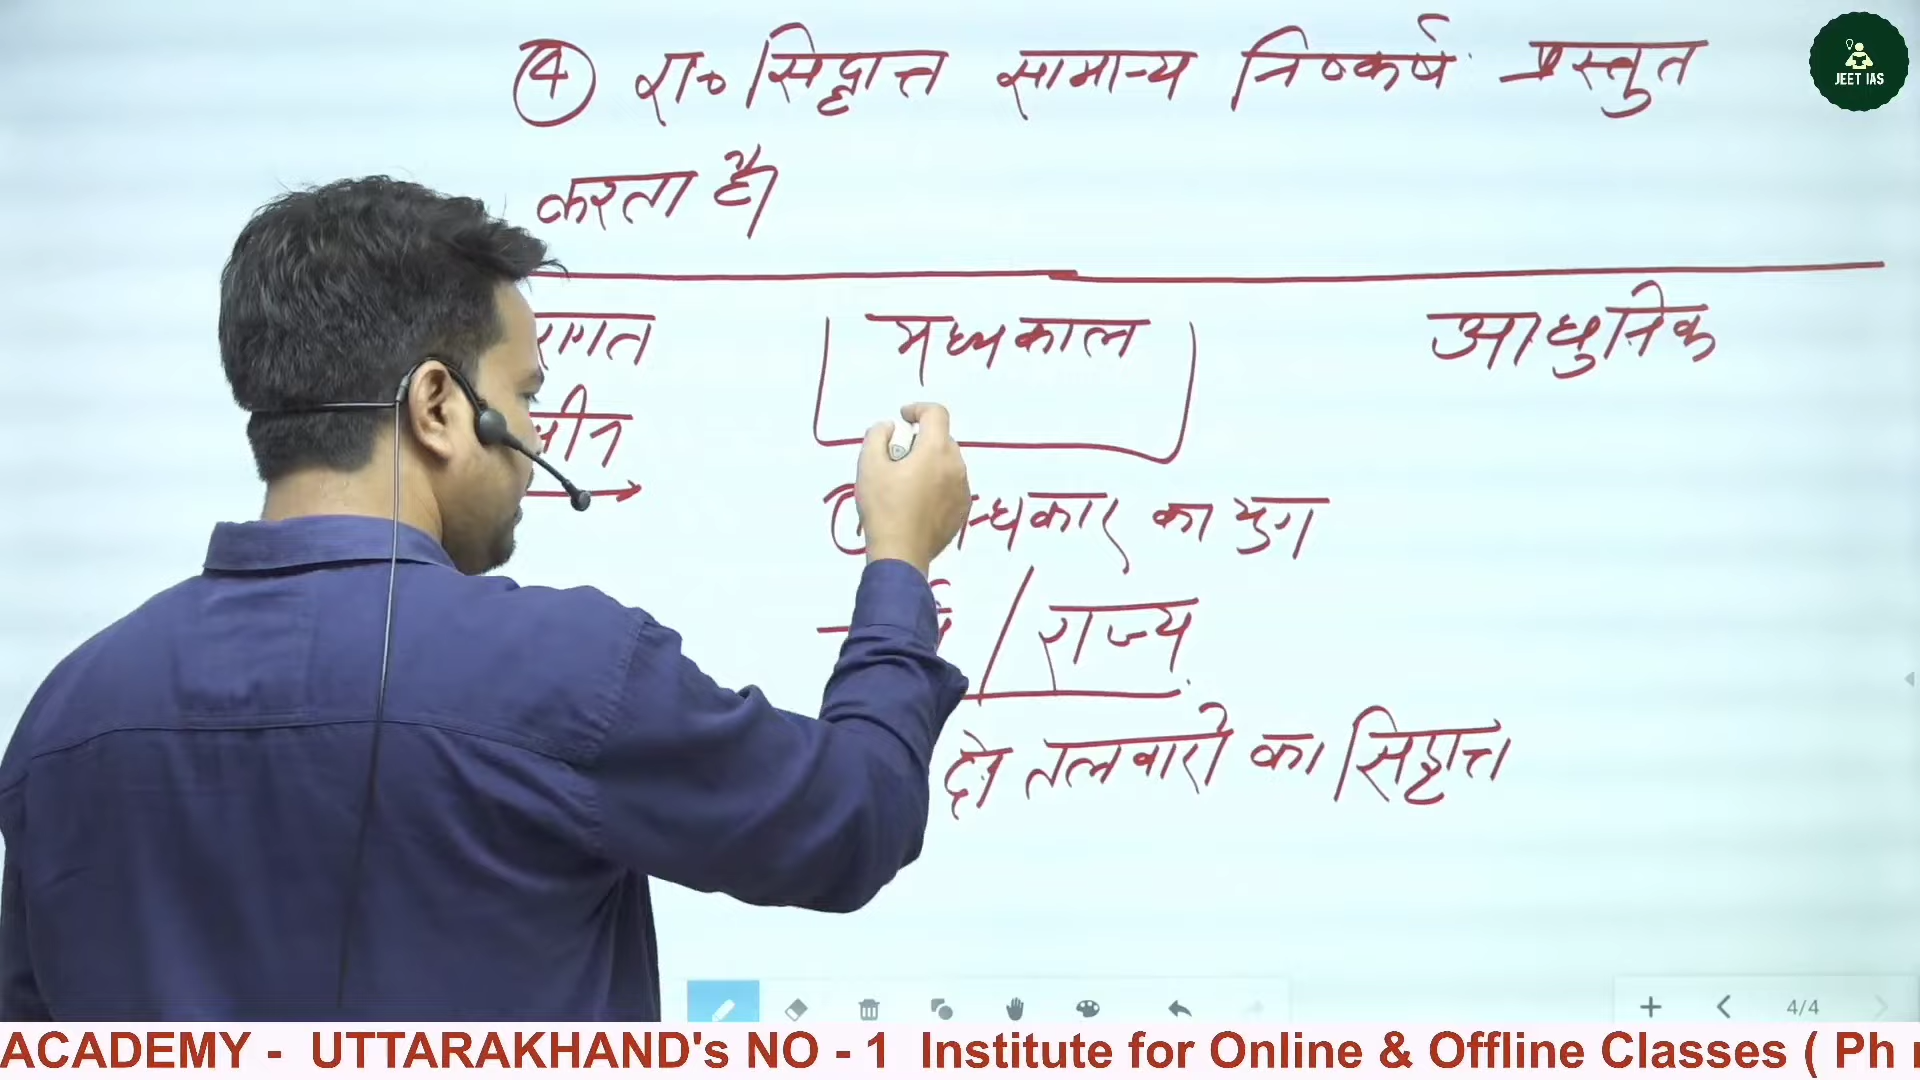 ④ रा० सिद्धान्त सामान्य निष्कर्ष प्रस्तुत
करता है।
JEET IAS
मध्यकाल
आधुनिक
का युग
/ राज्य
दो तलवारों का सिद्धान्त
4/4
ACADEMY - UTTARAKHAND's NO - 1 Institute for Online & Offline Classes ( Ph